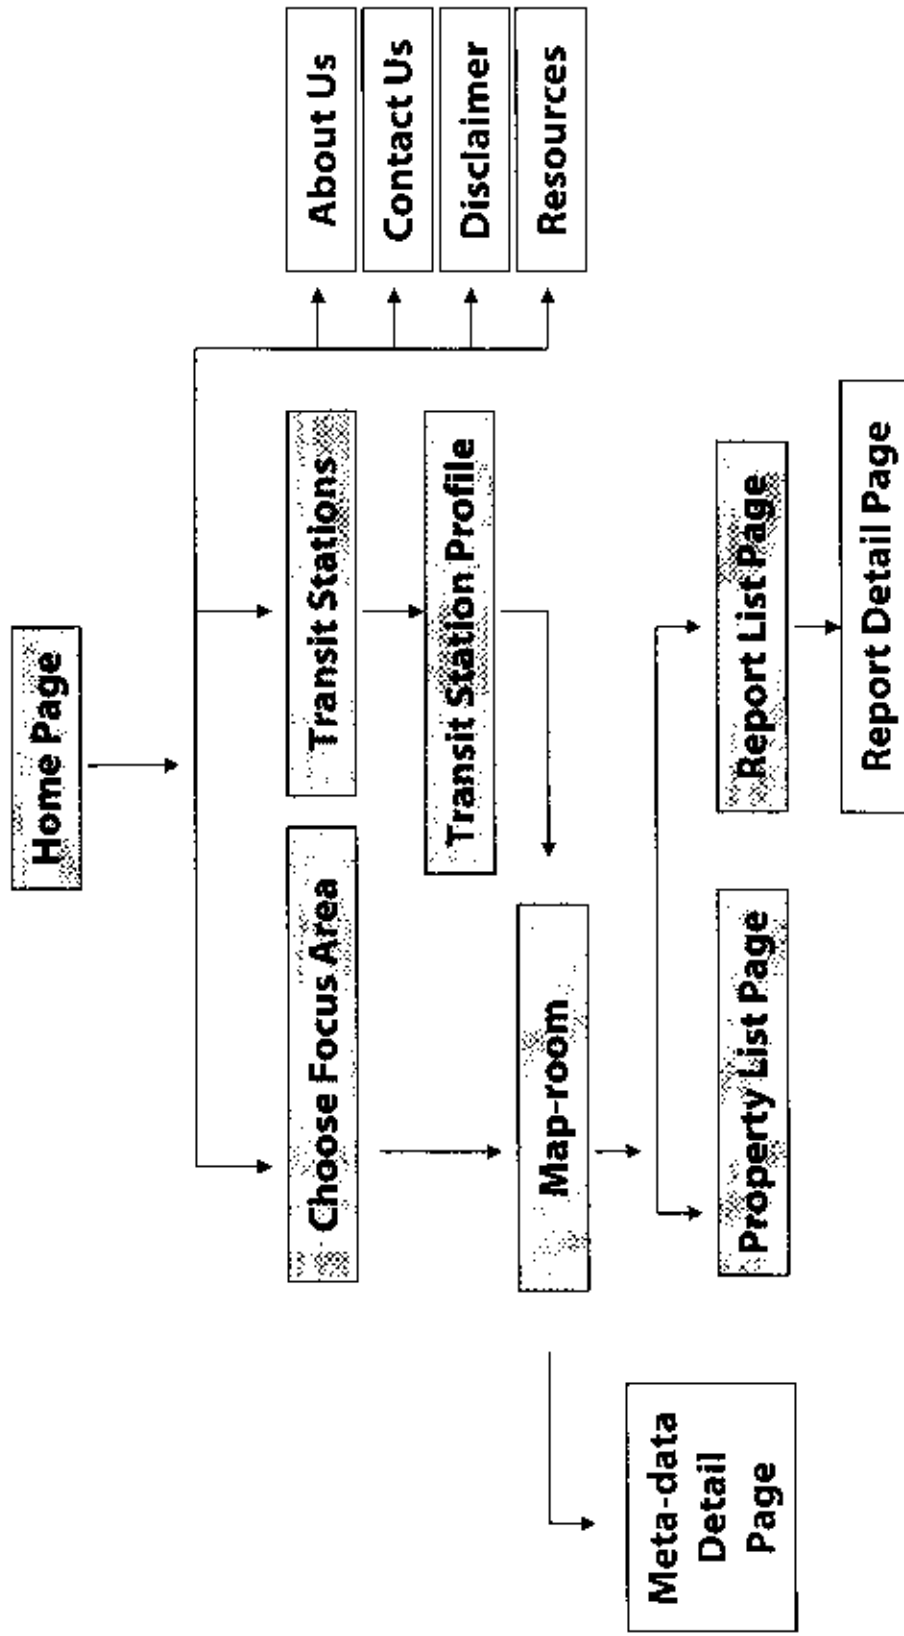 Home Page
Choose Focus Area
Transit Stations
About Us
Contact Us
Disclaimer
Resources
Transit Station Profile
Map-room
Meta-data
Detail
Page
Property List Page
Report List Page
Report Detail Page